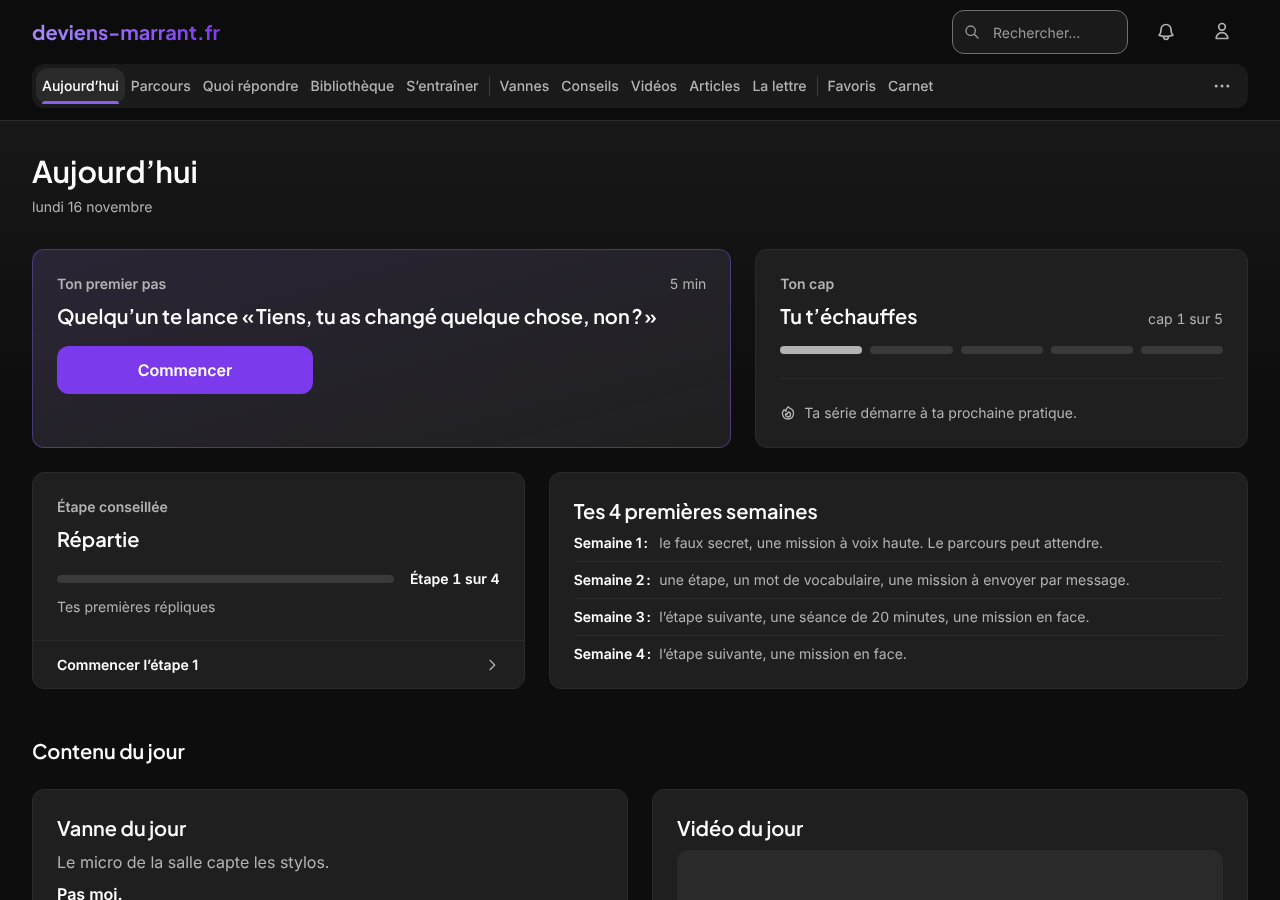 deviens-marrant.fr
Rechercher...
Aujourd’hui Parcours Quoi répondre Bibliothèque S’entraîner Vannes Conseils Vidéos Articles La lettre Favoris Carnet
Aujourd’hui
lundi 16 novembre
Ton premier pas 5 min
Quelqu’un te lance « Tiens, tu as changé quelque chose, non ? »
Commencer
Ton cap
Tu t’échauffes cap 1 sur 5
Ta série démarre à ta prochaine pratique.
Étape conseillée
Répartie
Étape 1 sur 4
Tes premières répliques
Commencer l’étape 1
Tes 4 premières semaines
Semaine 1 : le faux secret, une mission à voix haute. Le parcours peut attendre.
Semaine 2 : une étape, un mot de vocabulaire, une mission à envoyer par message.
Semaine 3 : l’étape suivante, une séance de 20 minutes, une mission en face.
Semaine 4 : l’étape suivante, une mission en face.
Contenu du jour
Vanne du jour
Le micro de la salle capte les stylos.
Pas moi.
Vidéo du jour